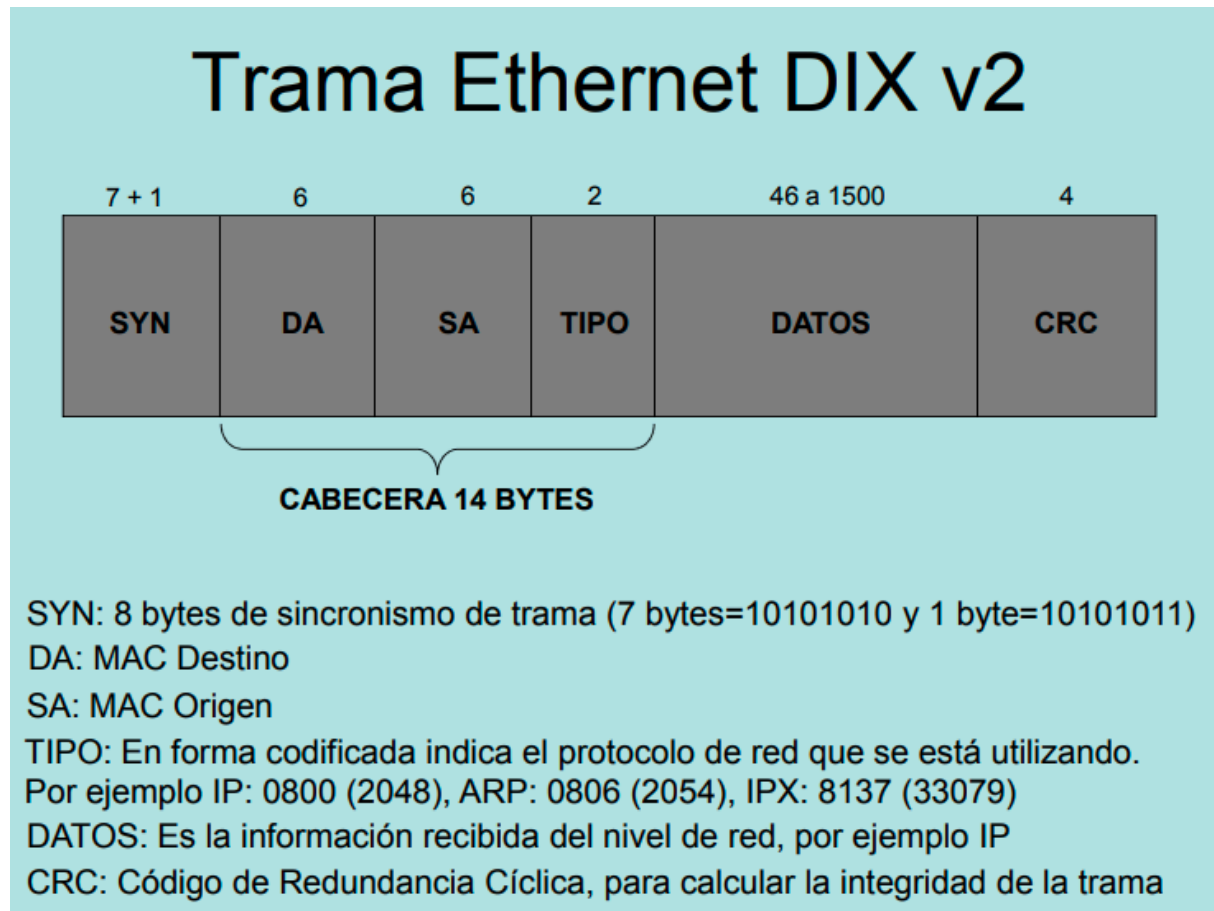 Trama Ethernet DIX v2
7 + 1 6 6 2 46 a 1500 4
SYN DA SA TIPO DATOS CRC
CABECERA 14 BYTES
SYN: 8 bytes de sincronismo de trama (7 bytes=10101010 y 1 byte=10101011)
DA: MAC Destino
SA: MAC Origen
TIPO: En forma codificada indica el protocolo de red que se está utilizando.
Por ejemplo IP: 0800 (2048), ARP: 0806 (2054), IPX: 8137 (33079)
DATOS: Es la información recibida del nivel de red, por ejemplo IP
CRC: Código de Redundancia Cíclica, para calcular la integridad de la trama